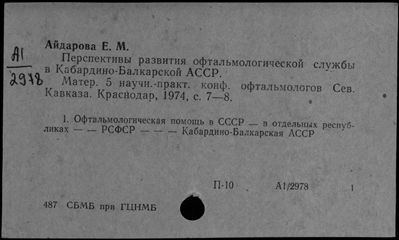 Айдарова Е. М.
А1
2978
Перспективы развития офтальмологической службы
в Кабардино-Балкарской АССР.
Матер. 5 научн.-практ. конф. офтальмологов Сев.
Кавказа. Краснодар, 1974, с. 7—8.
1. Офтальмологическая помощь в СССР — в отдельных респуб-
ликах — — РСФСР — — — Кабардино-Балкарская АССР
П-10 А1/2978 1
487 СБМБ при ГЦНМБ